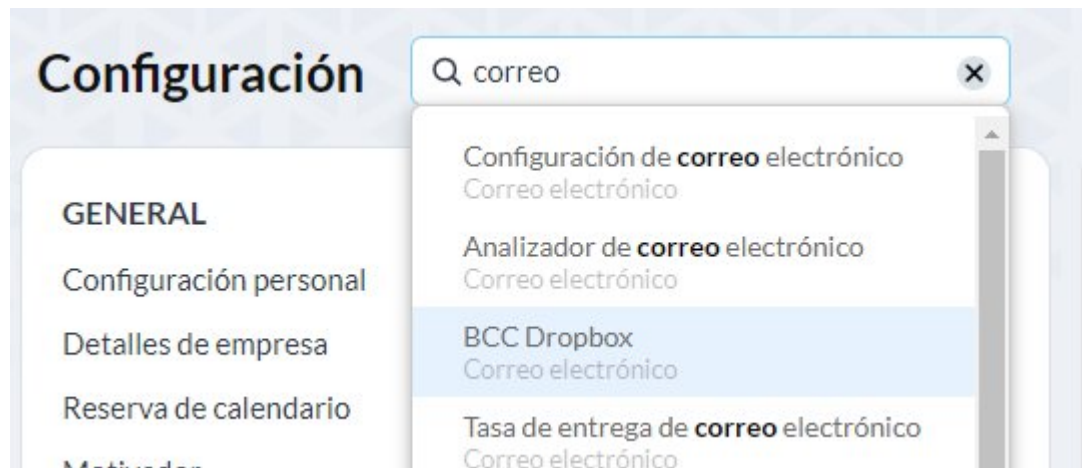 Configuración
correo
Configuración de correo electrónico
Correo electrónico
Analizador de correo electrónico
Correo electrónico
BCC Dropbox
Correo electrónico
Tasa de entrega de correo electrónico
Correo electrónico
GENERAL
Configuración personal
Detalles de empresa
Reserva de calendario